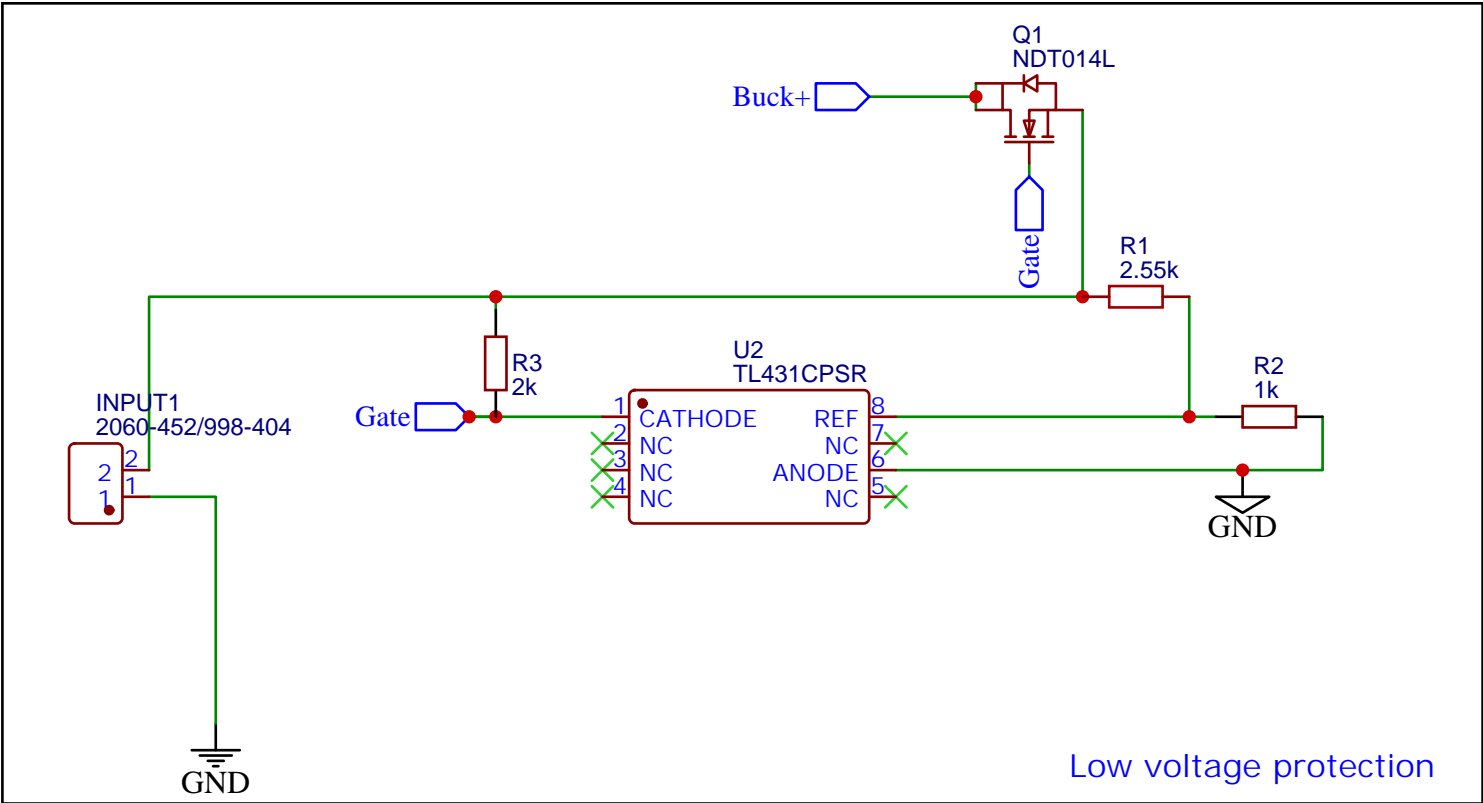 Q1
NDT014L
Buck+
Gate
R1
2.55k
R3
2k
U2
TL431CPSR
R2
1k
INPUT1
2060-452/998-404
Gate
1
CATHODE
REF
8
2
NC
NC
7
3
NC
ANODE
6
4
NC
NC
5
2
2
1
1
GND
GND
Low voltage protection